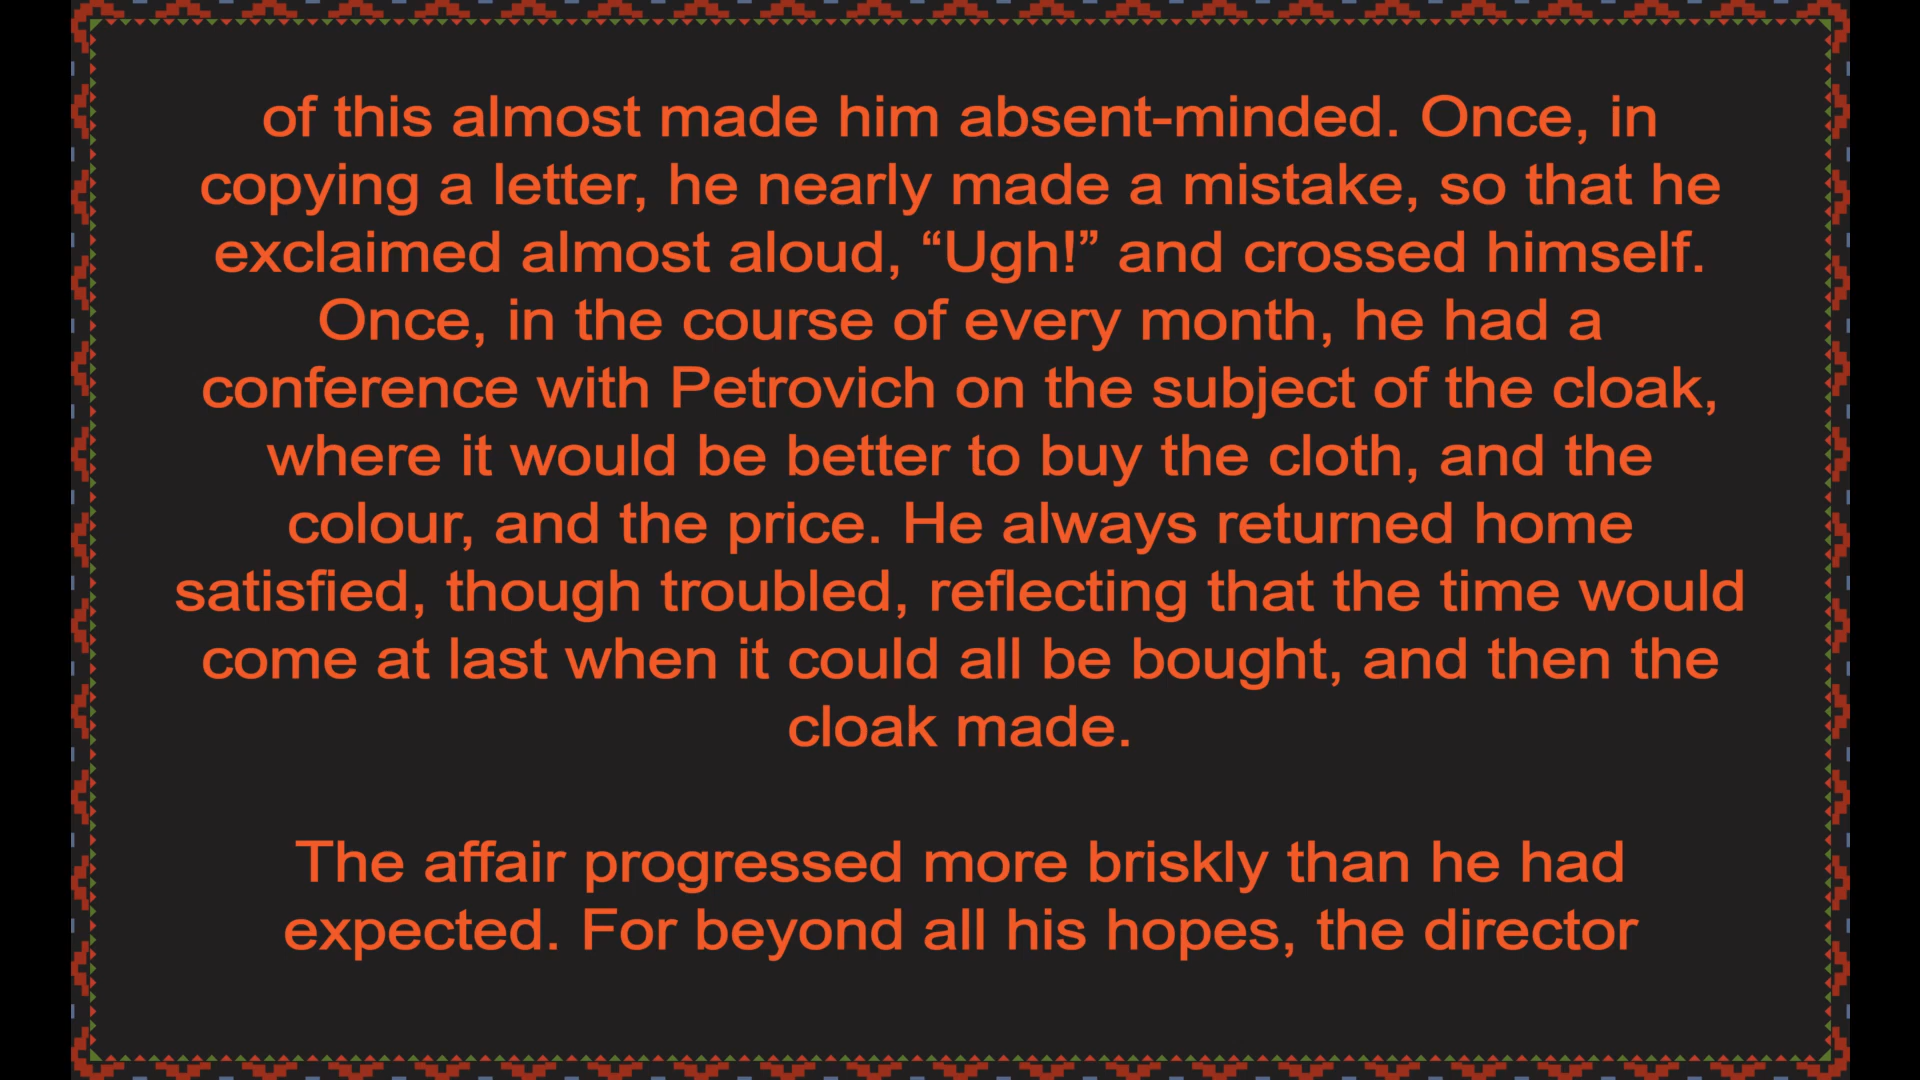 of this almost made him absent-minded. Once, in
copying a letter, he nearly made a mistake, so that he
exclaimed almost aloud, “Ugh!” and crossed himself.
Once, in the course of every month, he had a
conference with Petrovich on the subject of the cloak,
where it would be better to buy the cloth, and the
colour, and the price. He always returned home
satisfied, though troubled, reflecting that the time would
come at last when it could all be bought, and then the
cloak made.
The affair progressed more briskly than he had
expected. For beyond all his hopes, the director